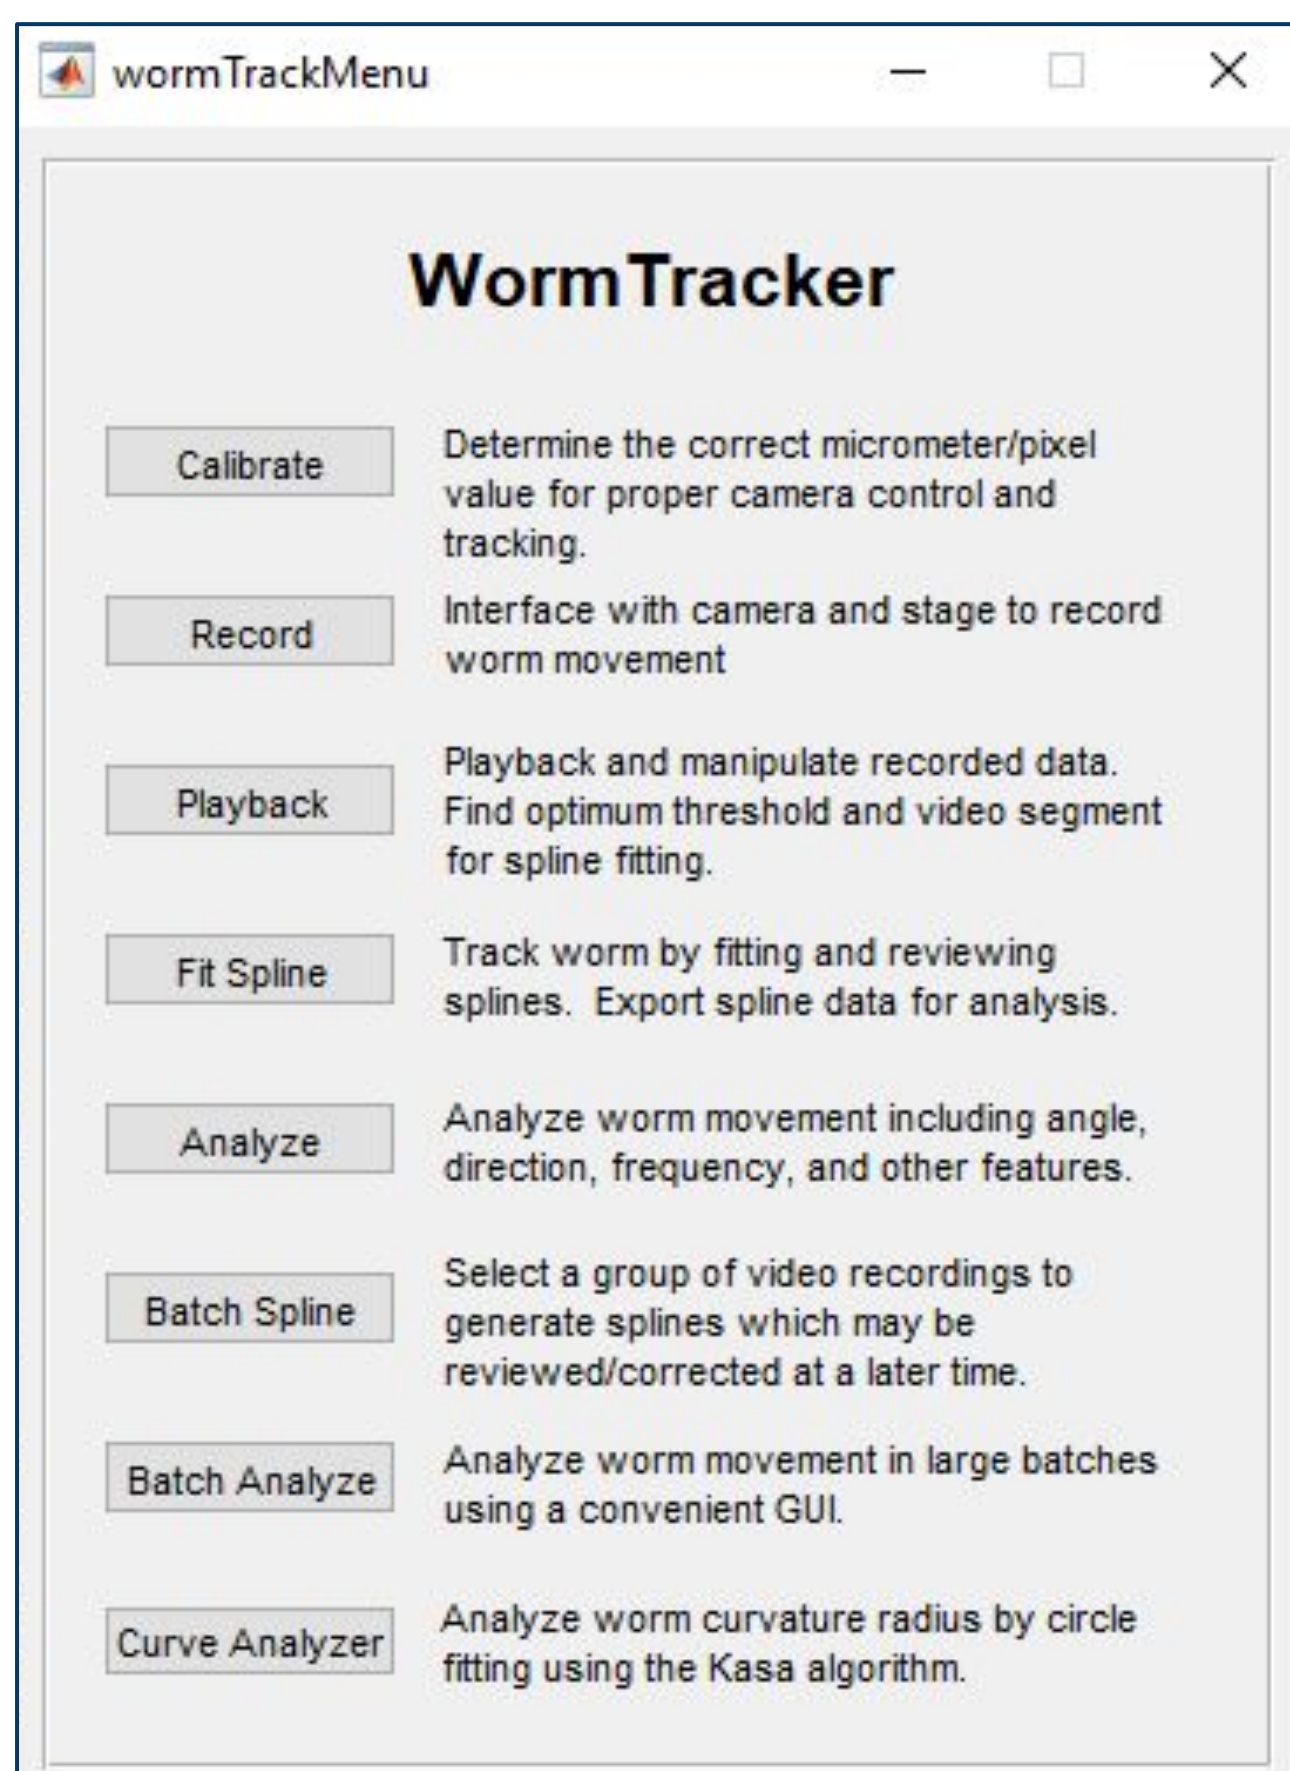 wormTrackMenu
WormTracker
Calibrate
Determine the correct micrometer/pixel
value for proper camera control and
tracking.
Record
Interface with camera and stage to record
worm movement
Playback
Playback and manipulate recorded data.
Find optimum threshold and video segment
for spline fitting.
Fit Spline
Track worm by fitting and reviewing
splines.  Export spline data for analysis.
Analyze
Analyze worm movement including angle,
direction, frequency, and other features.
Batch Spline
Select a group of video recordings to
generate splines which may be
reviewed/corrected at a later time.
Batch Analyze
Analyze worm movement in large batches
using a convenient GUI.
Curve Analyzer
Analyze worm curvature radius by circle
fitting using the Kasa algorithm.